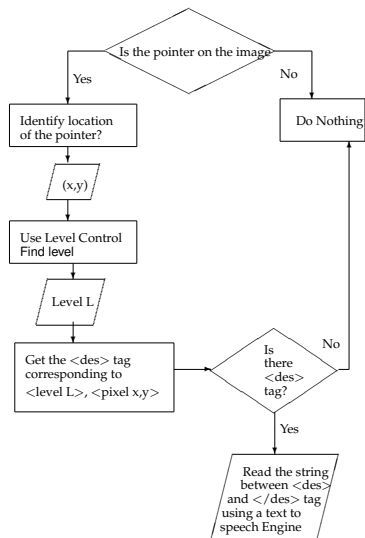 Is the pointer on the image
Yes
No
Identify location
of the pointer?
Do Nothing
(x,y)
Use Level Control
Find level
Level L
Get the <des> tag
corresponding to
<level L>, <pixel x,y>
Is
there
<des>
tag?
No
Yes
Read the string
between <des>
and </des> tag
using a text to
speech Engine